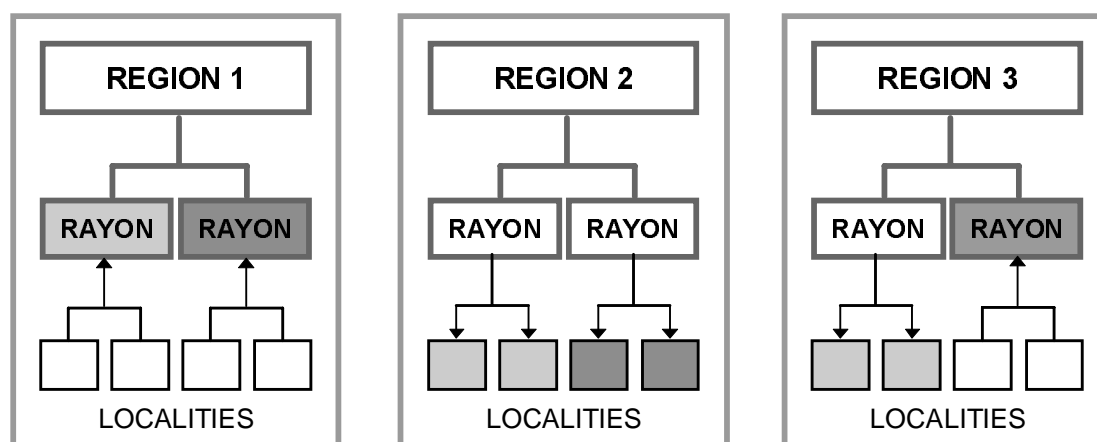 REGION 1
REGION 2
REGION 3
RAYON RAYON
RAYON RAYON
RAYON RAYON
LOCALITIES
LOCALITIES
LOCALITIES